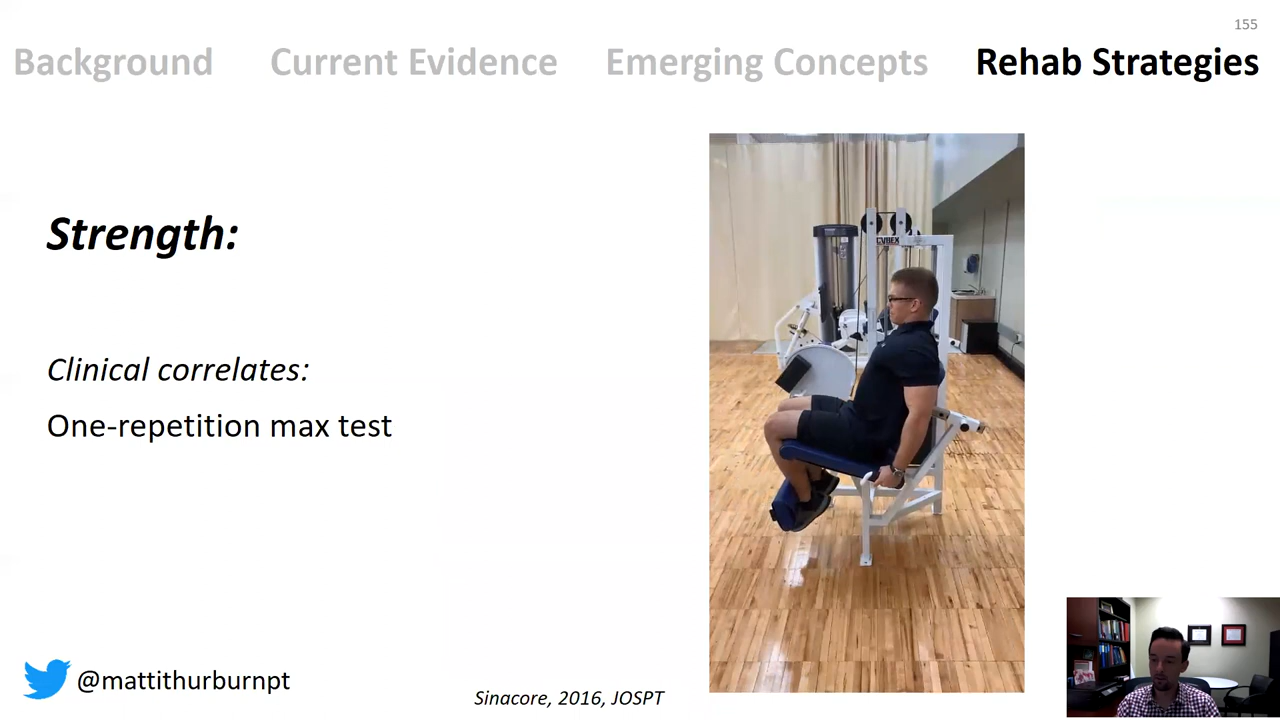 155
Background Current Evidence Emerging Concepts Rehab Strategies
Strength:
CYBEX
Clinical correlates:
One-repetition max test
@mattithurburnpt
Sinacore, 2016, JOSPT